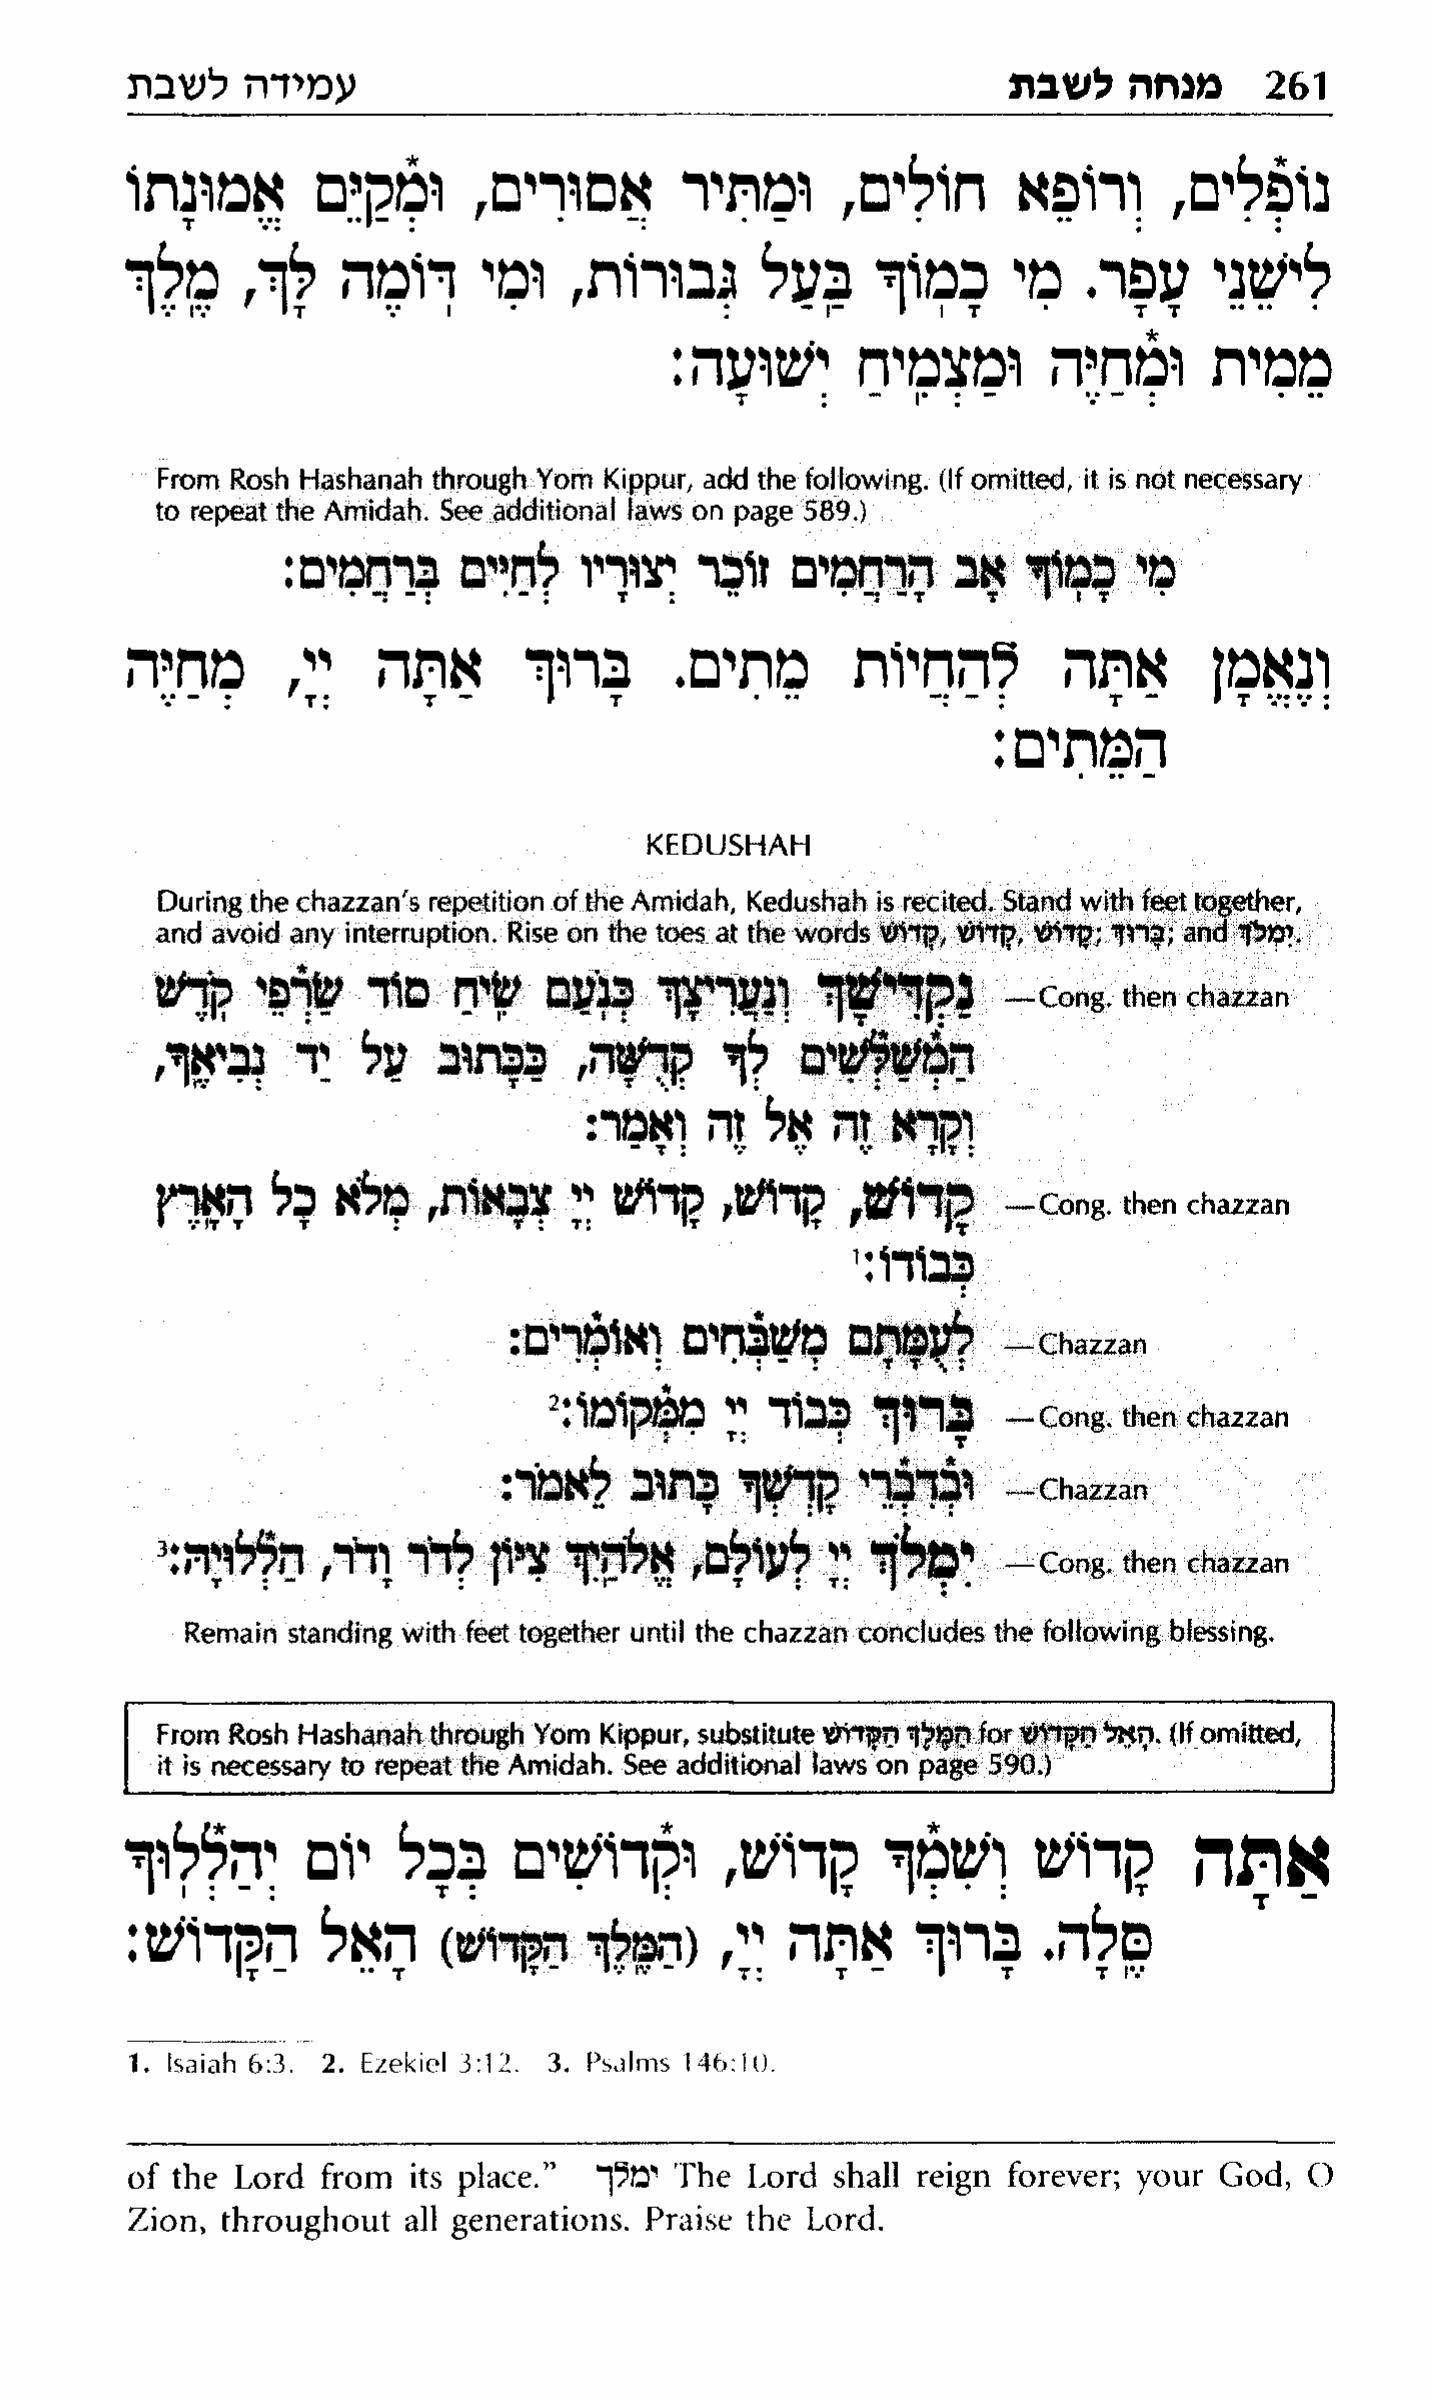 261 מנחה לשבת עמידה לשבת
נוֹפְֿלִים, וְרוֹפֵא חוֹלִים, וּמַתִּיר אֲסוּרִים, וּמְֿקַיֵּם אֱמוּנָתוֹ
לִישֵׁנֵי עָפָר. מִי כָמֽוֹךָ בַּֽעַל גְּבוּרוֹת, וּמִי דּֽוֹמֶה לָּךְ, מֶֽלֶךְ
מֵמִית וּמְֿחַיֶּה וּמַצְמִֽיחַ יְשׁוּעָה:
From Rosh Hashanah through Yom Kippur, add the following. (If omitted, it is not necessary
to repeat the Amidah. See additional laws on page 589.)
מִי כָמֽוֹךָ אָב הָרַחֲמִים זוֹכֵר יְצוּרָיו לְחַיִּים בְּרַחֲמִים:
וְנֶאֱמָן אַתָּה לְהַחֲיוֹת מֵתִים. בָּרוּךְ אַתָּה יְיָ, מְחַיֵּה
הַמֵּתִים:
KEDUSHAH
During the chazzan's repetition of the Amidah, Kedushah is recited. Stand with feet together,
and avoid any interruption. Rise on the toes at the words קָדוֹשׁ, קָדוֹשׁ, קָדוֹשׁ; בָּרוּךְ; and יִמְלֹךְ.
נַקְדִּישָׁךְ וְנַעֲרִיצָךְ כְּנֹֽעַם שִֽׂיחַ סוֹד שַׂרְֿפֵי קֹֽדֶשׁ —Cong. then chazzan
הַמְֿשַׁלְּֿשִׁים לְךָ קְדֻשָּׁה, כַּכָּתוּב עַל יַד נְבִיאֶֽךָ,
וְקָרָא זֶה אֶל זֶה וְאָמַר:
קָדוֹשׁ, קָדוֹשׁ, קָדוֹשׁ יְיָ צְבָאוֹת, מְלֹא כָל הָאָֽרֶץ —Cong. then chazzan
כְּבוֹדוֹ:¹
לְעֻמָּתָם מְשַׁבְּֿחִים וְאוֹמְֿרִים: —Chazzan
בָּרוּךְ כְּבוֹד יְיָ מִמְּֿקוֹמוֹ:² —Cong. then chazzan
וּבְֿדִבְֿרֵי קָדְשְׁךָ כָּתוּב לֵאמֹר: —Chazzan
יִמְלֹךְ יְיָ לְעוֹלָם, אֱלֹהַֽיִךְ צִיּוֹן לְדֹר וָדֹר, הַלְֿלוּיָהּ:³ —Cong. then chazzan
Remain standing with feet together until the chazzan concludes the following blessing.
From Rosh Hashanah through Yom Kippur, substitute הַמֶּֽלֶךְ הַקָּדוֹשׁ for הָאֵל הַקָּדוֹשׁ. (If omitted,
it is necessary to repeat the Amidah. See additional laws on page 590.)
אַתָּה קָדוֹשׁ וְשִׁמְֿךָ קָדוֹשׁ, וּקְֿדוֹשִׁים בְּכָל יוֹם יְהַלְֿלֽוּךָ
סֶּֽלָה. בָּרוּךְ אַתָּה יְיָ, (הַמֶּֽלֶךְ הַקָּדוֹשׁ) הָאֵל הַקָּדוֹשׁ:
1. Isaiah 6:3. 2. Ezekiel 3:12. 3. Psalms 146:10.
of the Lord from its place.” ימלך The Lord shall reign forever; your God, O
Zion, throughout all generations. Praise the Lord.